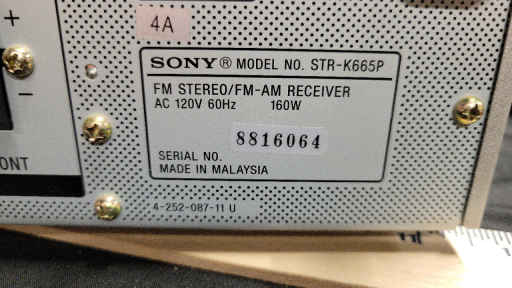 +
4A
SONY® MODEL NO. STR-K665P
FM STEREO/FM-AM RECEIVER
AC 120V 60Hz 160W
–
8816064
SERIAL NO.
MADE IN MALAYSIA
ONT
4-252-087-11 U